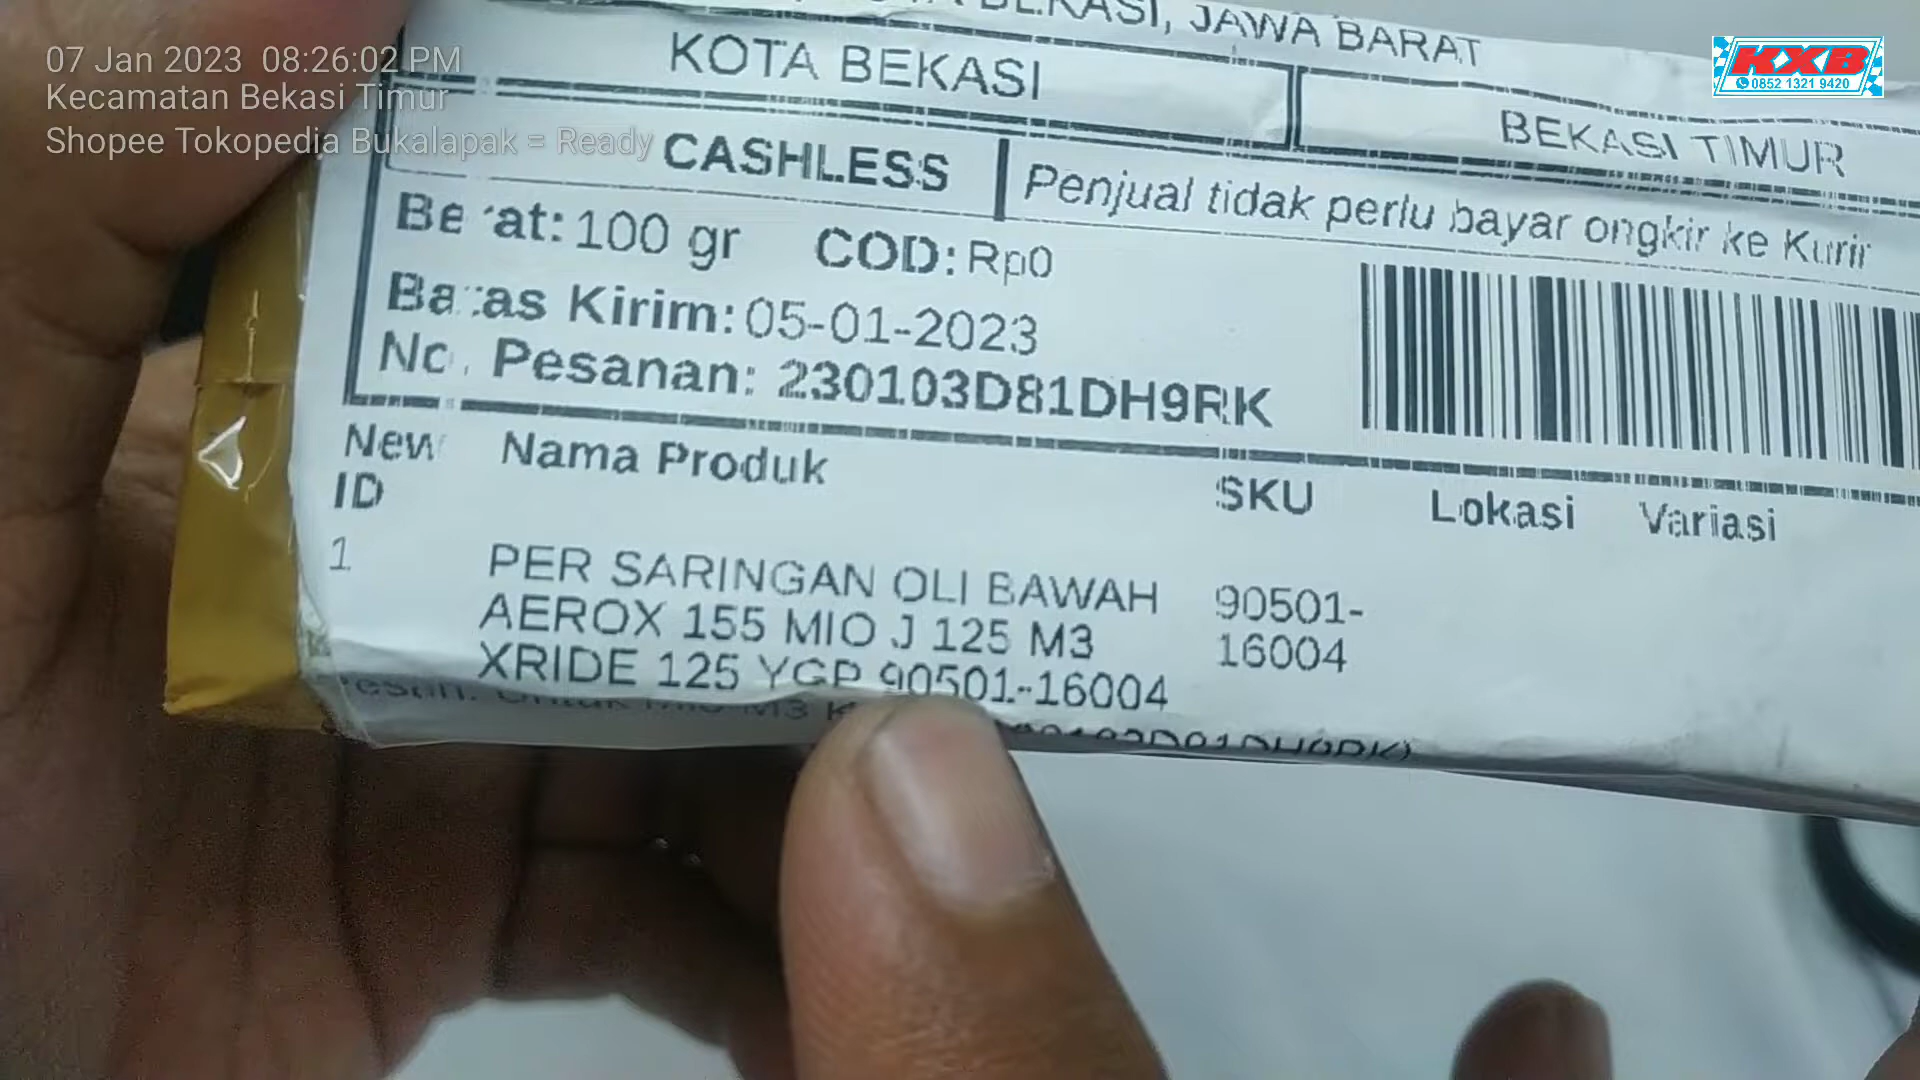 07 Jan 2023 08:26:02 PM
Kecamatan Bekasi Timur
Shopee Tokopedia Bukalapak = Ready
KXB
0852 1321 9420
BEKASI, JAWA BARAT
KOTA BEKASI
BEKASI TIMUR
CASHLESS
Penjual tidak perlu bayar ongkir ke Kurir
Berat: 100 gr COD: Rp0
Batas Kirim: 05-01-2023
No. Pesanan: 230103D81DH9RK
New ID Nama Produk SKU Lokasi Variasi
1
PER SARINGAN OLI BAWAH
AEROX 155 MIO J 125 M3
XRIDE 125 YGP 90501-16004
90501-
16004